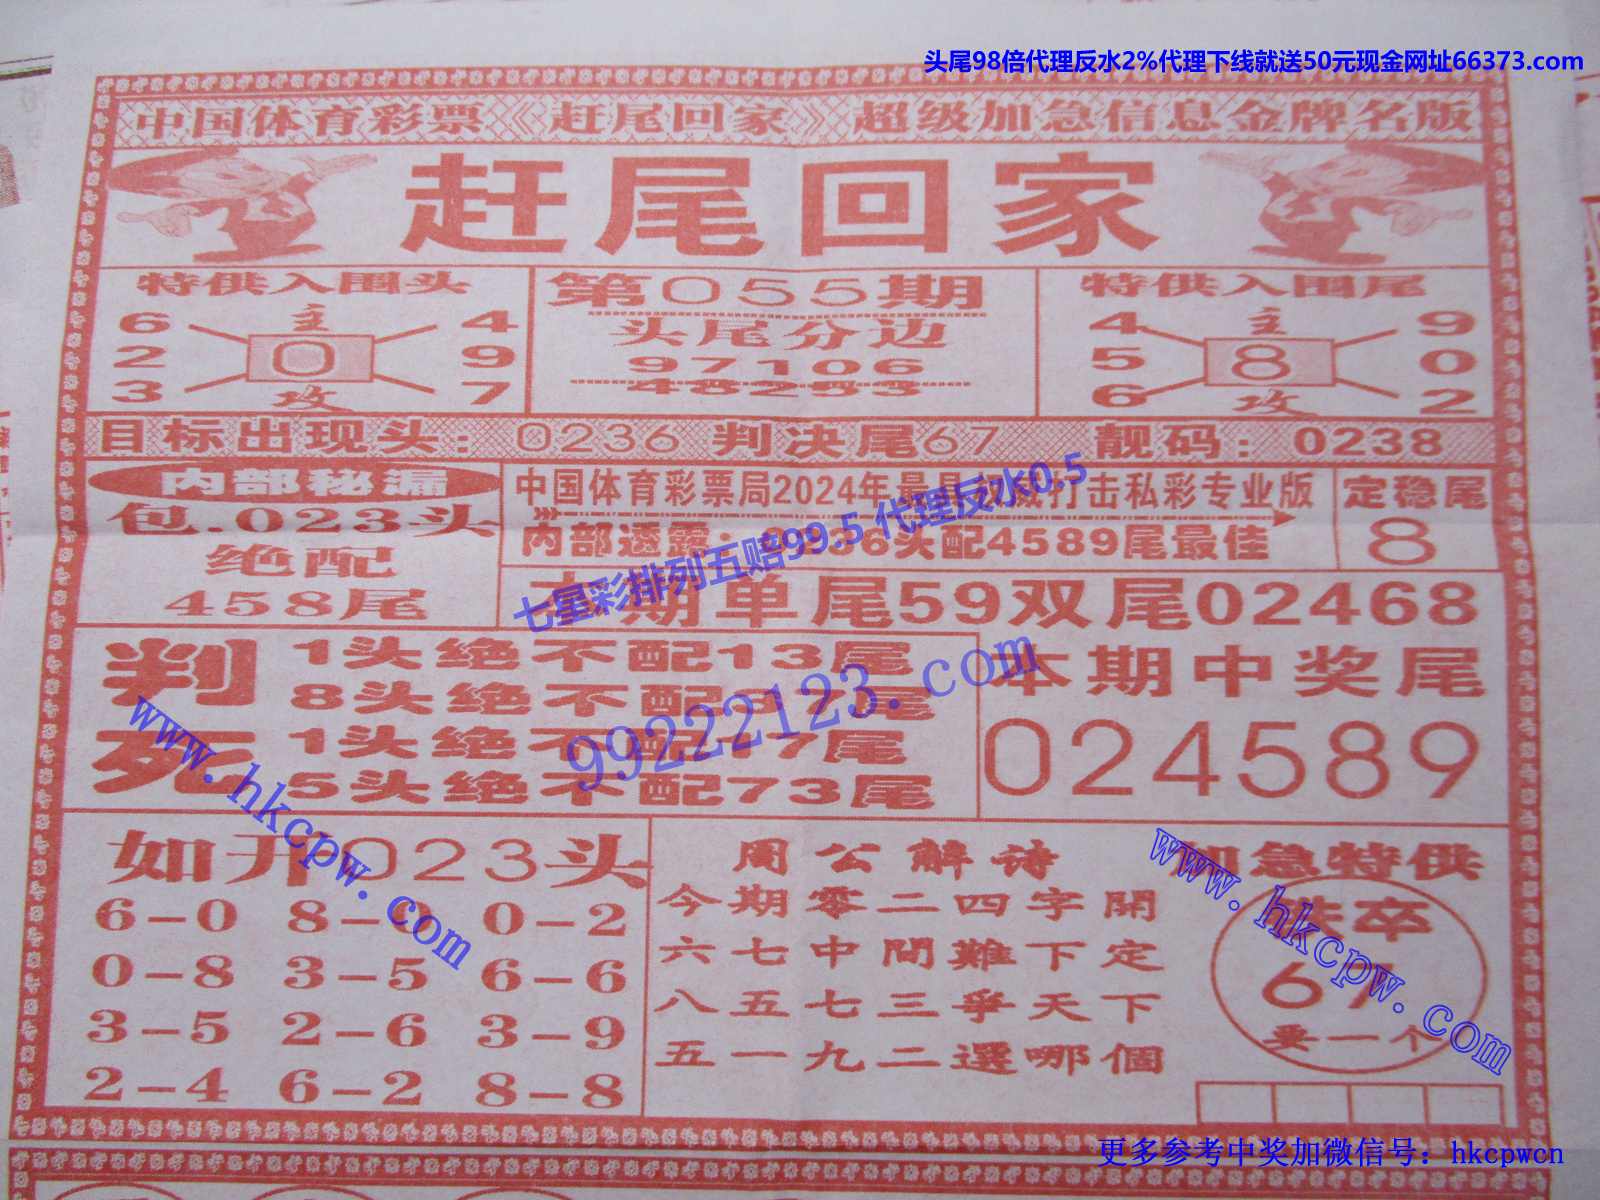 头尾98倍代理反水2%代理下线就送50元现金网址66373.com
中国体育彩票《赶尾回家》超级加急信息金牌名版
赶尾回家
特供入围头
6 主 4
2 0 9
3 攻 7
第055期
头尾分边
97106
48253
特供入围尾
4 主 9
5 8 0
6 攻 2
目标出现头：0236 判决尾67 靓码：0238
内部秘漏
包.023头
绝配
458尾
中国体育彩票局2024年最具权威打击私彩专业版
内部透露：36头配4589尾最佳
定稳尾
8
七星彩排列五赔99.5代理反水0.5
本期单尾59双尾02468
判死
1头绝不配13尾
8头绝不配 7尾
1头绝不配 7尾
5头绝不配73尾
99222123.com
本期中奖尾
024589
www.hkcpw.com
如开023头
6-0 8-0 0-2
0-8 3-5 6-6
3-5 2-6 3-9
2-4 6-2 8-8
周公解诗
今期零二四字開
六七中間難下定
八五七三爭天下
五一九二選哪個
加急特供
卒
67
要一个
www.hkcpw.com
更多参考中奖加微信号：hkcpwcn